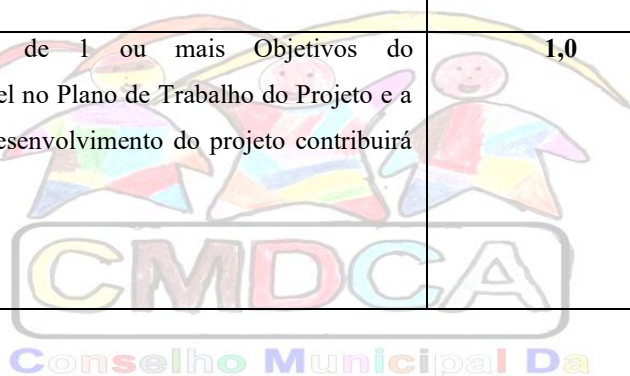 de 1 ou mais Objetivos do 1,0
el no Plano de Trabalho do Projeto e a
esenvolvimento do projeto contribuirá
CMDCA
Conselho Municipal Da